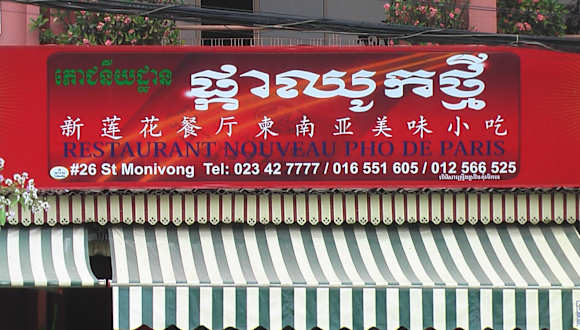 ភោជនីយដ្ឋាន ផ្កាឈូកថ្មី
新莲花餐厅柬南亚美味小吃
RESTAURANT NOUVEAU PHO DE PARIS
#26 St Monivong Tel: 023 42 7777 / 016 551 605 / 012 566 525